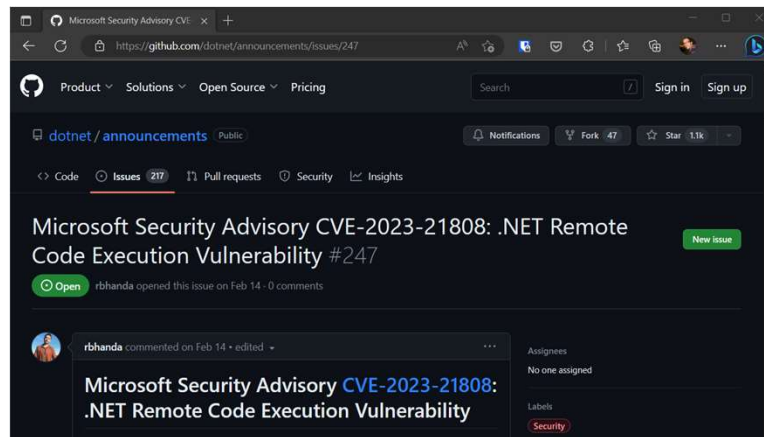 Microsoft Security Advisory CVE-
https://github.com/dotnet/announcements/issues/247
Product Solutions Open Source Pricing
Search /
Sign in Sign up
dotnet / announcements Public
Notifications Fork 47 Star 1.1k
Code Issues 217 Pull requests Security Insights
Microsoft Security Advisory CVE-2023-21808: .NET Remote
Code Execution Vulnerability #247
New issue
Open rbhanda opened this issue on Feb 14 · 0 comments
rbhanda commented on Feb 14 • edited
Microsoft Security Advisory CVE-2023-21808:
.NET Remote Code Execution Vulnerability
Assignees
No one assigned
Labels
Security